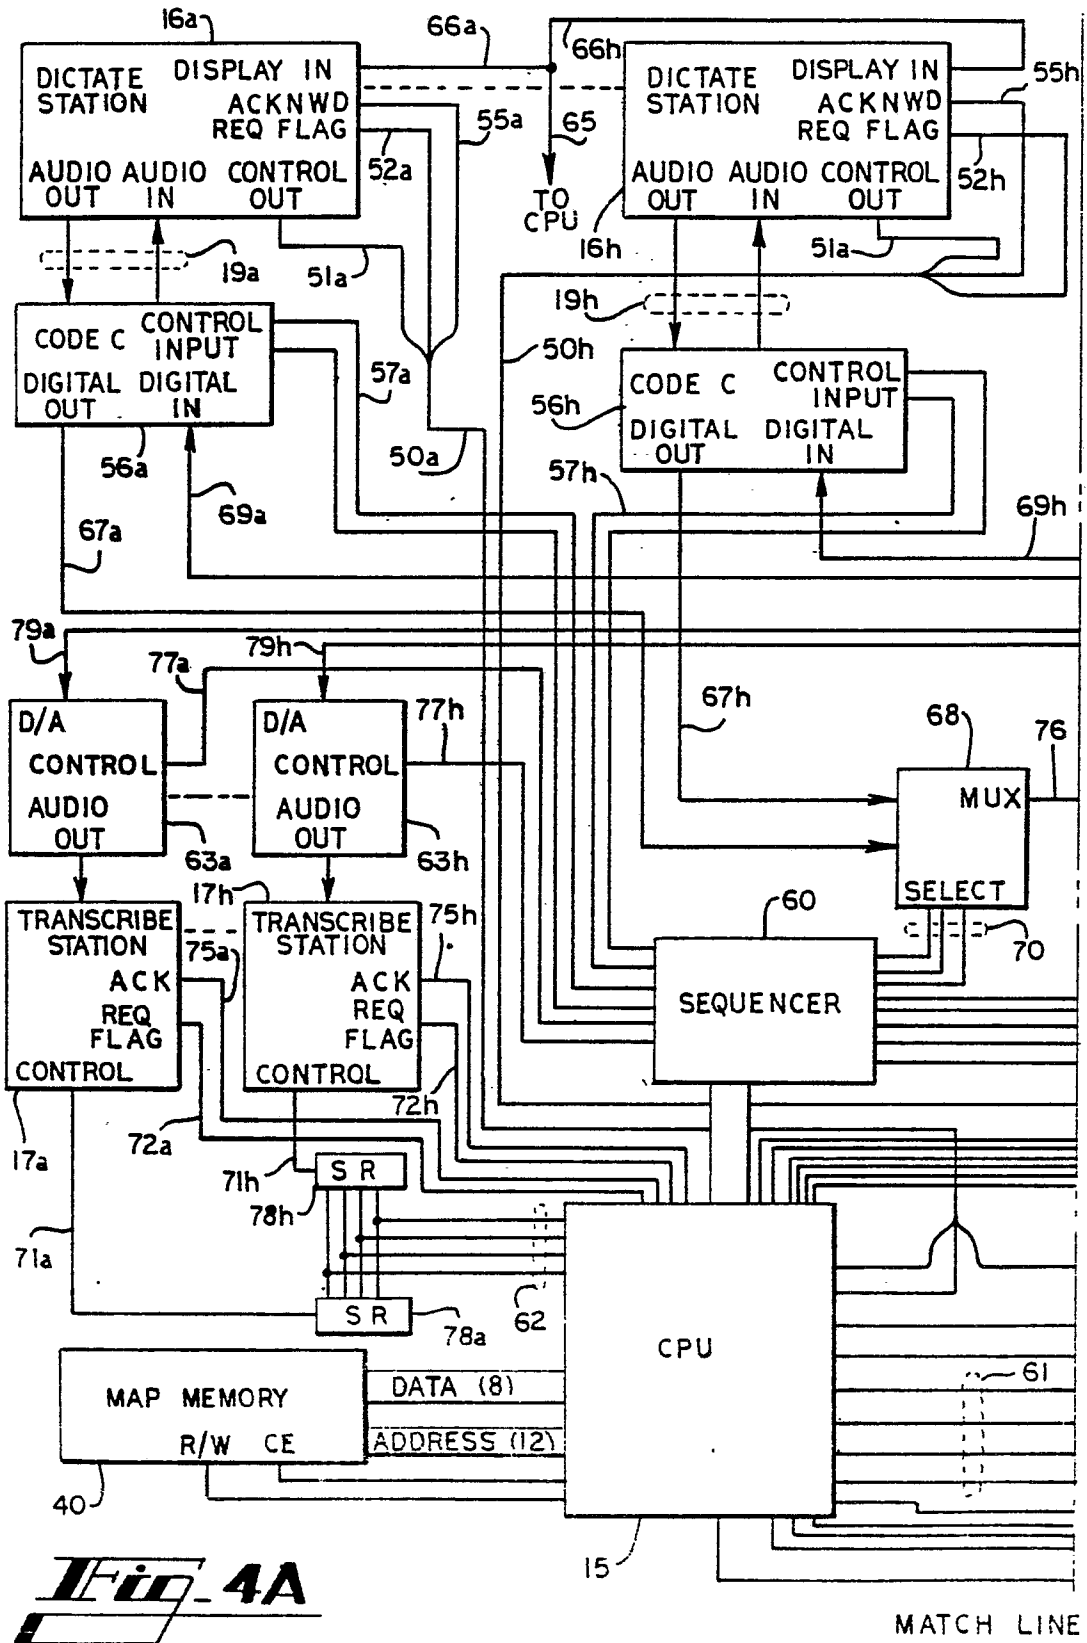 16a
66a
66h
DICTATE
STATION
DISPLAY IN
ACKNWD
REQ FLAG
AUDIO
OUT
AUDIO
IN
CONTROL
OUT
55a
52a
65
TO
CPU
DICTATE
STATION
DISPLAY IN
ACKNWD
REQ FLAG
AUDIO
OUT
AUDIO
IN
CONTROL
OUT
55h
52h
16h
19a
51a
51a
19h
CODE C
CONTROL
INPUT
DIGITAL
OUT
DIGITAL
IN
57a
50h
50a
56a
69a
67a
CODE C
CONTROL
INPUT
DIGITAL
OUT
DIGITAL
IN
56h
57h
69h
79a
77a
79h
77h
67h
68
76
D/A
CONTROL
AUDIO
OUT
63a
D/A
CONTROL
AUDIO
OUT
63h
MUX
SELECT
70
17h
TRANSCRIBE
STATION
75a
ACK
REQ
FLAG
CONTROL
TRANSCRIBE
STATION
75h
ACK
REQ
FLAG
CONTROL
60
SEQUENCER
17a
72a
72h
71h
S R
78h
71a
S R
78a
62
CPU
61
MAP MEMORY
R/W CE
DATA (8)
ADDRESS (12)
40
15
Fig. 4A
MATCH LINE